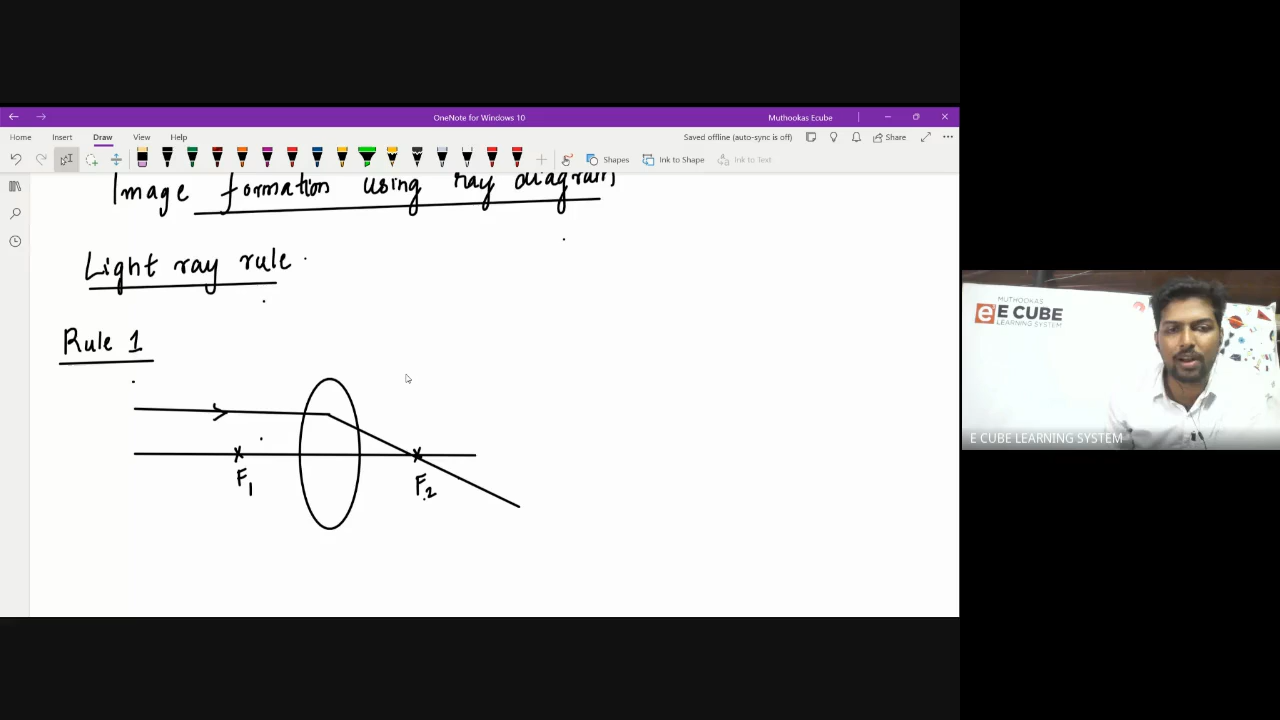 OneNote for Windows 10
Muthookas Ecube
Home Insert Draw View Help
Saved offline (auto-sync is off)
Share
Shapes
Ink to Shape
Ink to Text
Image formation using ray diagram
Light ray rule
Rule 1
F1
F2
MUTHOOKAS
e E CUBE
LEARNING SYSTEM
E CUBE LEARNING SYSTEM